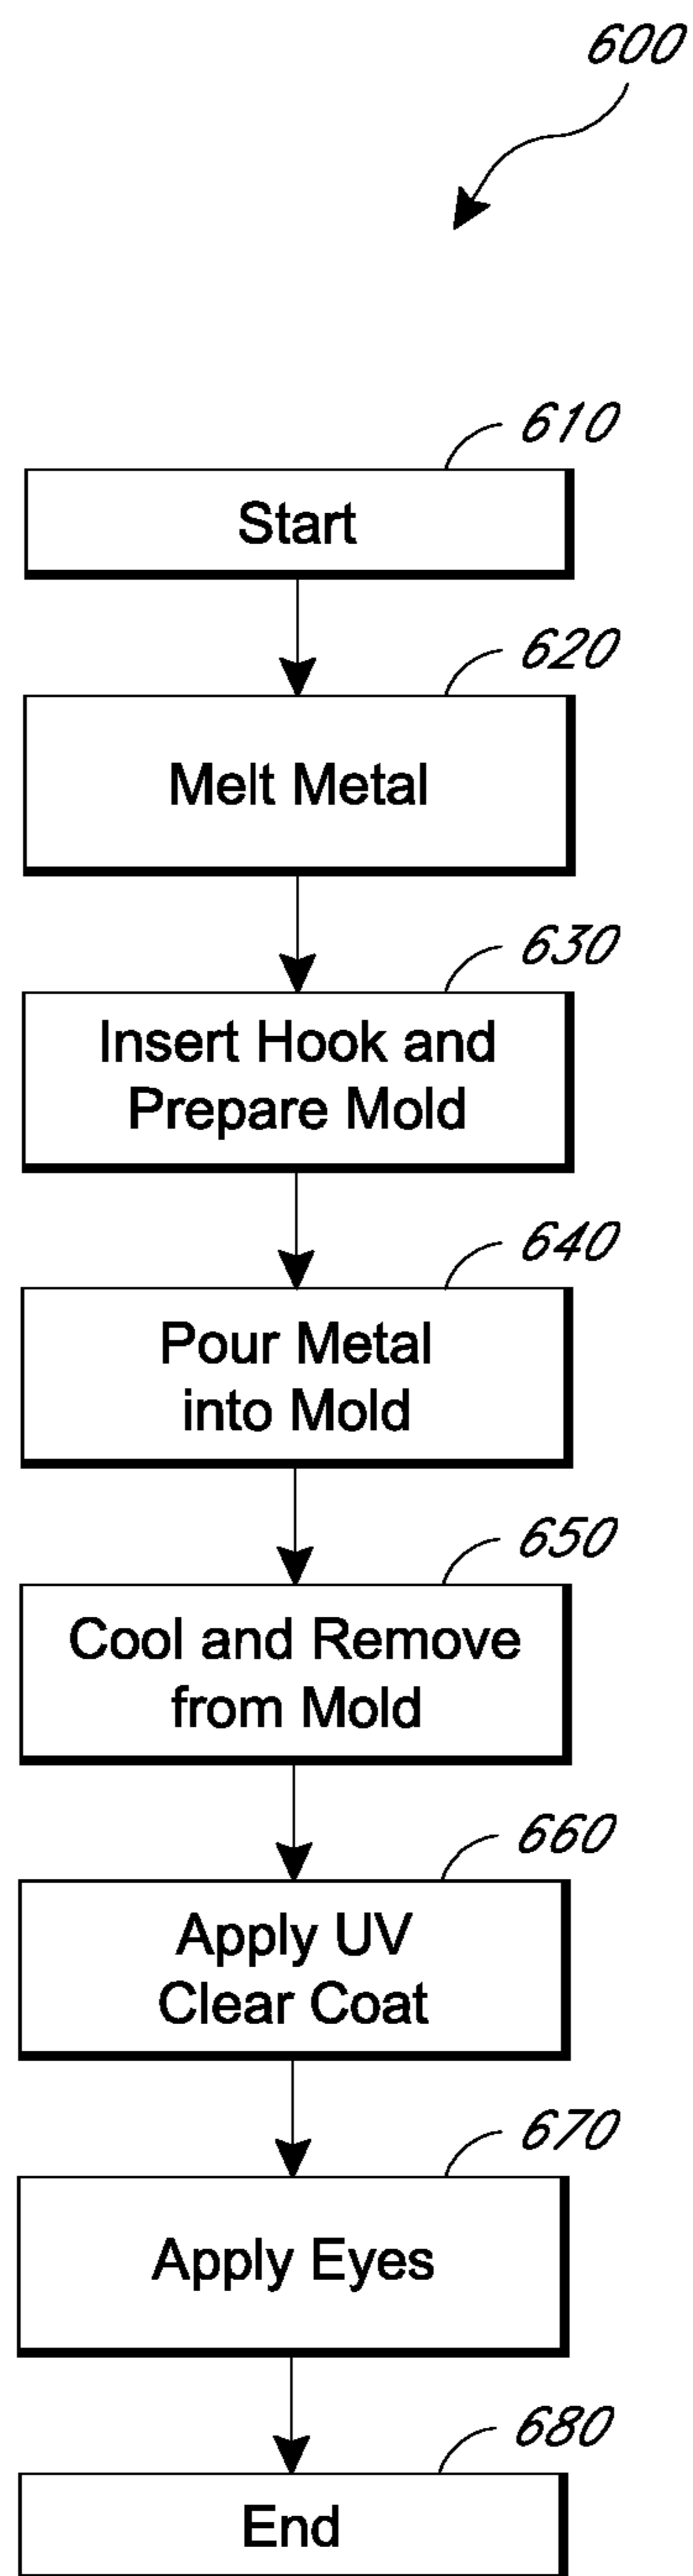 600
610
Start
620
Melt Metal
630
Insert Hook and
Prepare Mold
640
Pour Metal
into Mold
650
Cool and Remove
from Mold
660
Apply UV
Clear Coat
670
Apply Eyes
680
End